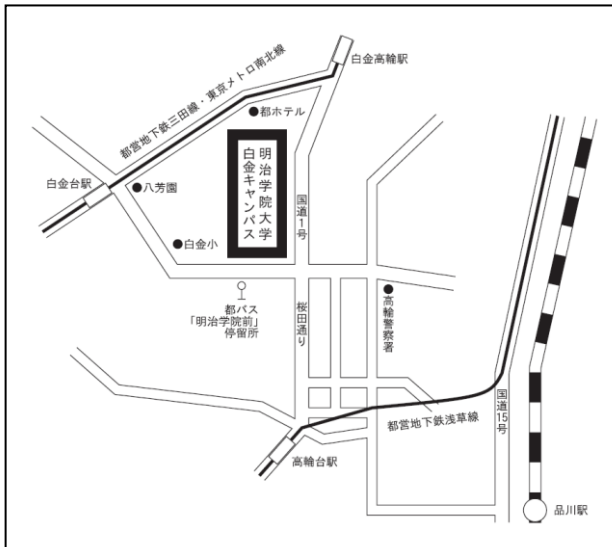 白金高輪駅
都営地下鉄三田線・東京メトロ南北線
都ホテル
明治学院大学
白金キャンパス
白金台駅
八芳園
国道1号
白金小
都バス
「明治学院前」
停留所
桜田通り
高輪警察署
都営地下鉄浅草線
国道15号
高輪台駅
品川駅